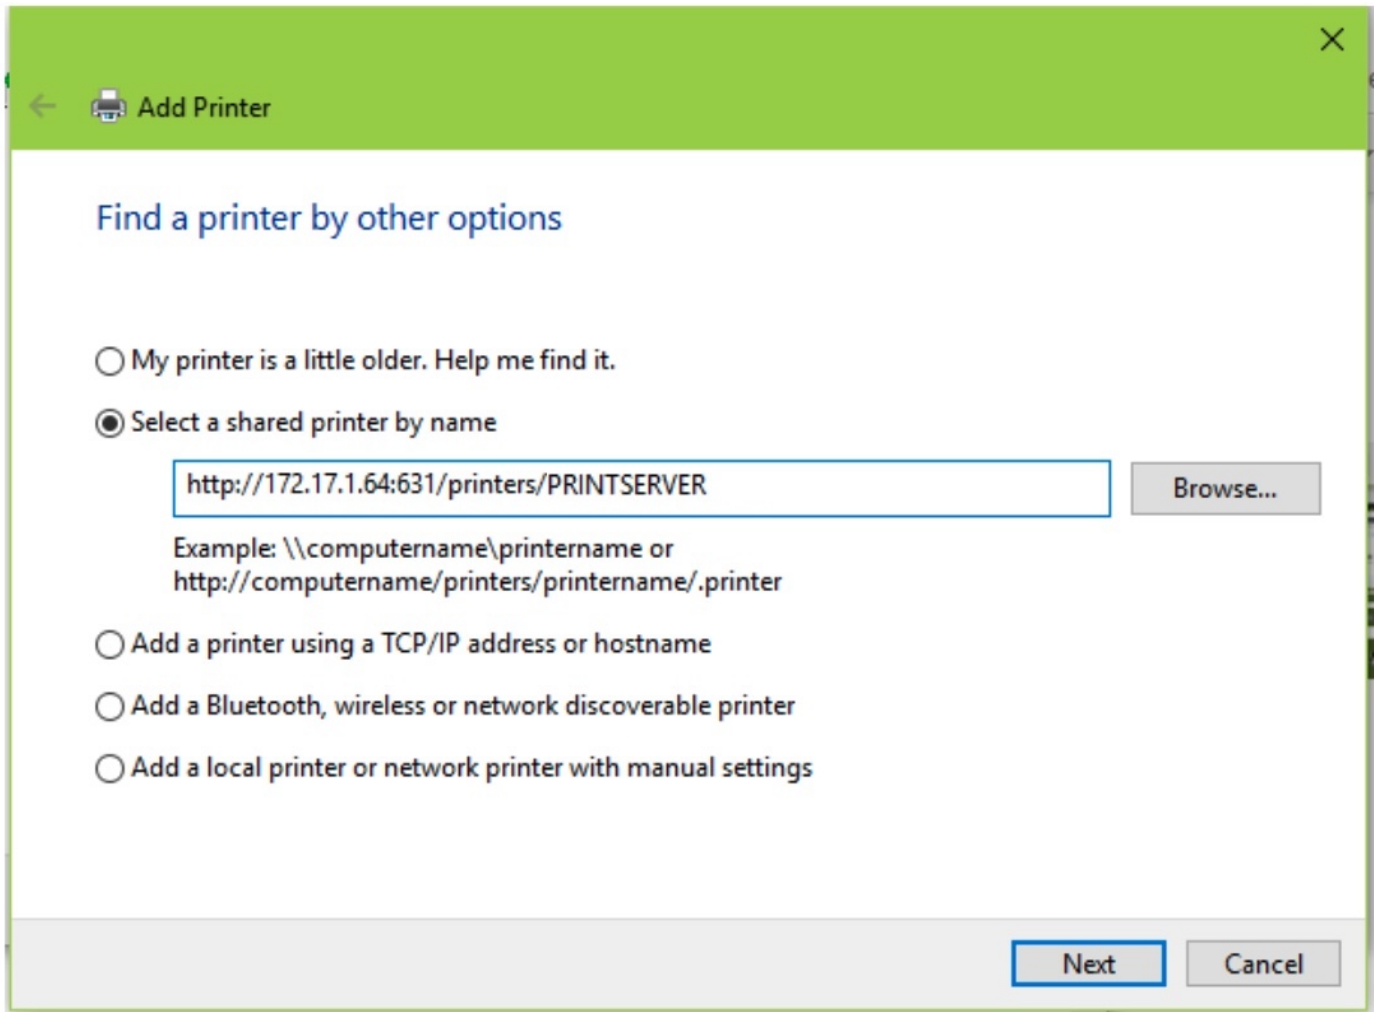 Add Printer
Find a printer by other options
My printer is a little older. Help me find it.
Select a shared printer by name
http://172.17.1.64:631/printers/PRINTSERVER
Browse...
Example: \\computername\printername or
http://computername/printers/printername/.printer
Add a printer using a TCP/IP address or hostname
Add a Bluetooth, wireless or network discoverable printer
Add a local printer or network printer with manual settings
Next
Cancel